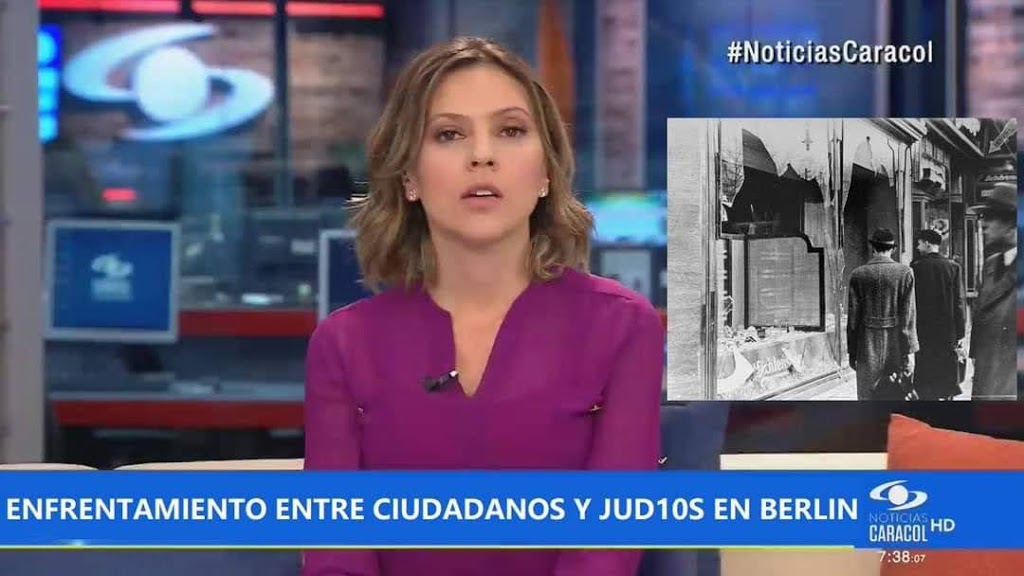 #NoticiasCaracol
ENFRENTAMIENTO ENTRE CIUDADANOS Y JUD10S EN BERLIN
NOTICIAS
CARACOL HD
7:38:07